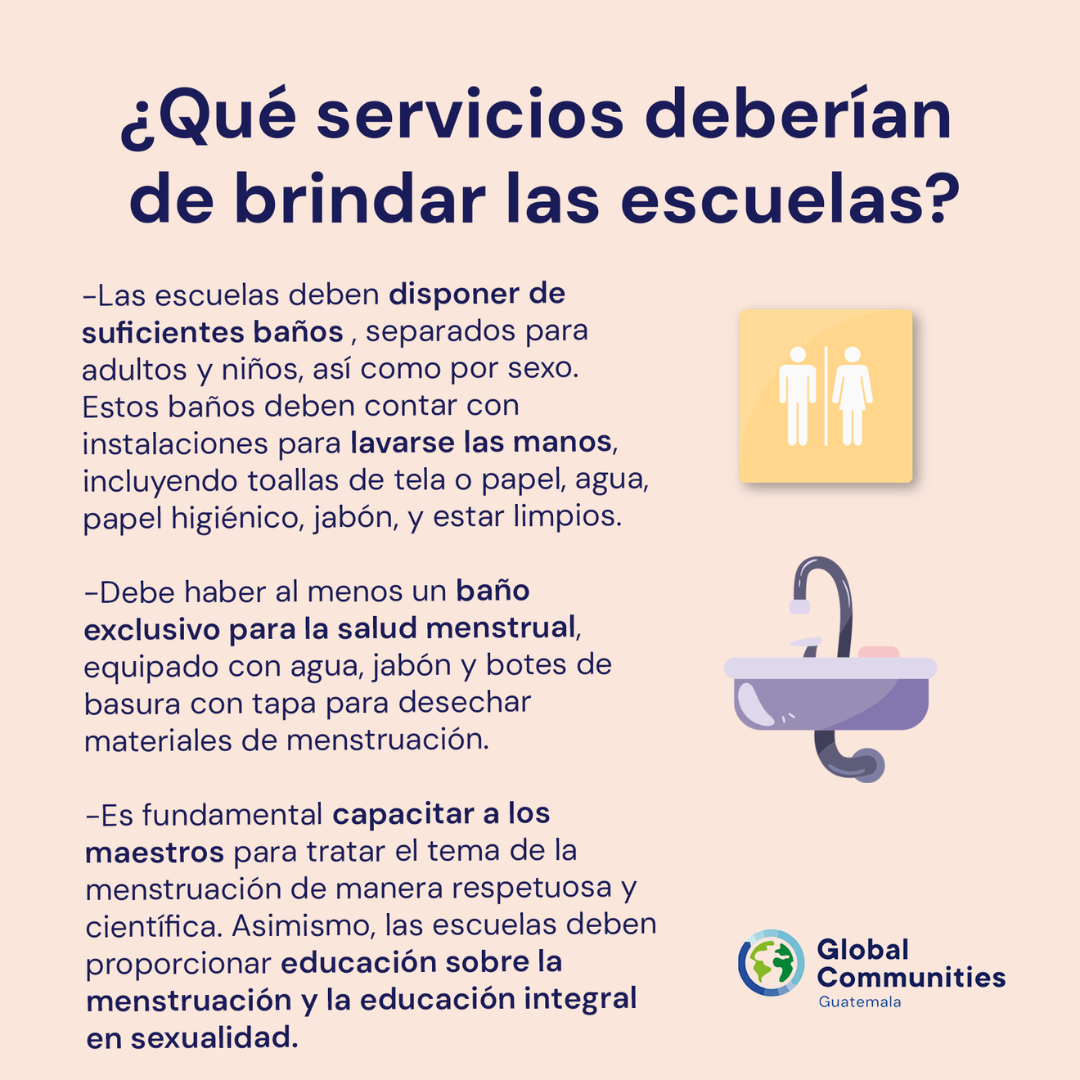 ¿Qué servicios deberían
de brindar las escuelas?
-Las escuelas deben disponer de
suficientes baños , separados para
adultos y niños, así como por sexo.
Estos baños deben contar con
instalaciones para lavarse las manos,
incluyendo toallas de tela o papel, agua,
papel higiénico, jabón, y estar limpios.
-Debe haber al menos un baño
exclusivo para la salud menstrual,
equipado con agua, jabón y botes de
basura con tapa para desechar
materiales de menstruación.
-Es fundamental capacitar a los
maestros para tratar el tema de la
menstruación de manera respetuosa y
científica. Asimismo, las escuelas deben
proporcionar educación sobre la
menstruación y la educación integral
en sexualidad.
Global
Communities
Guatemala